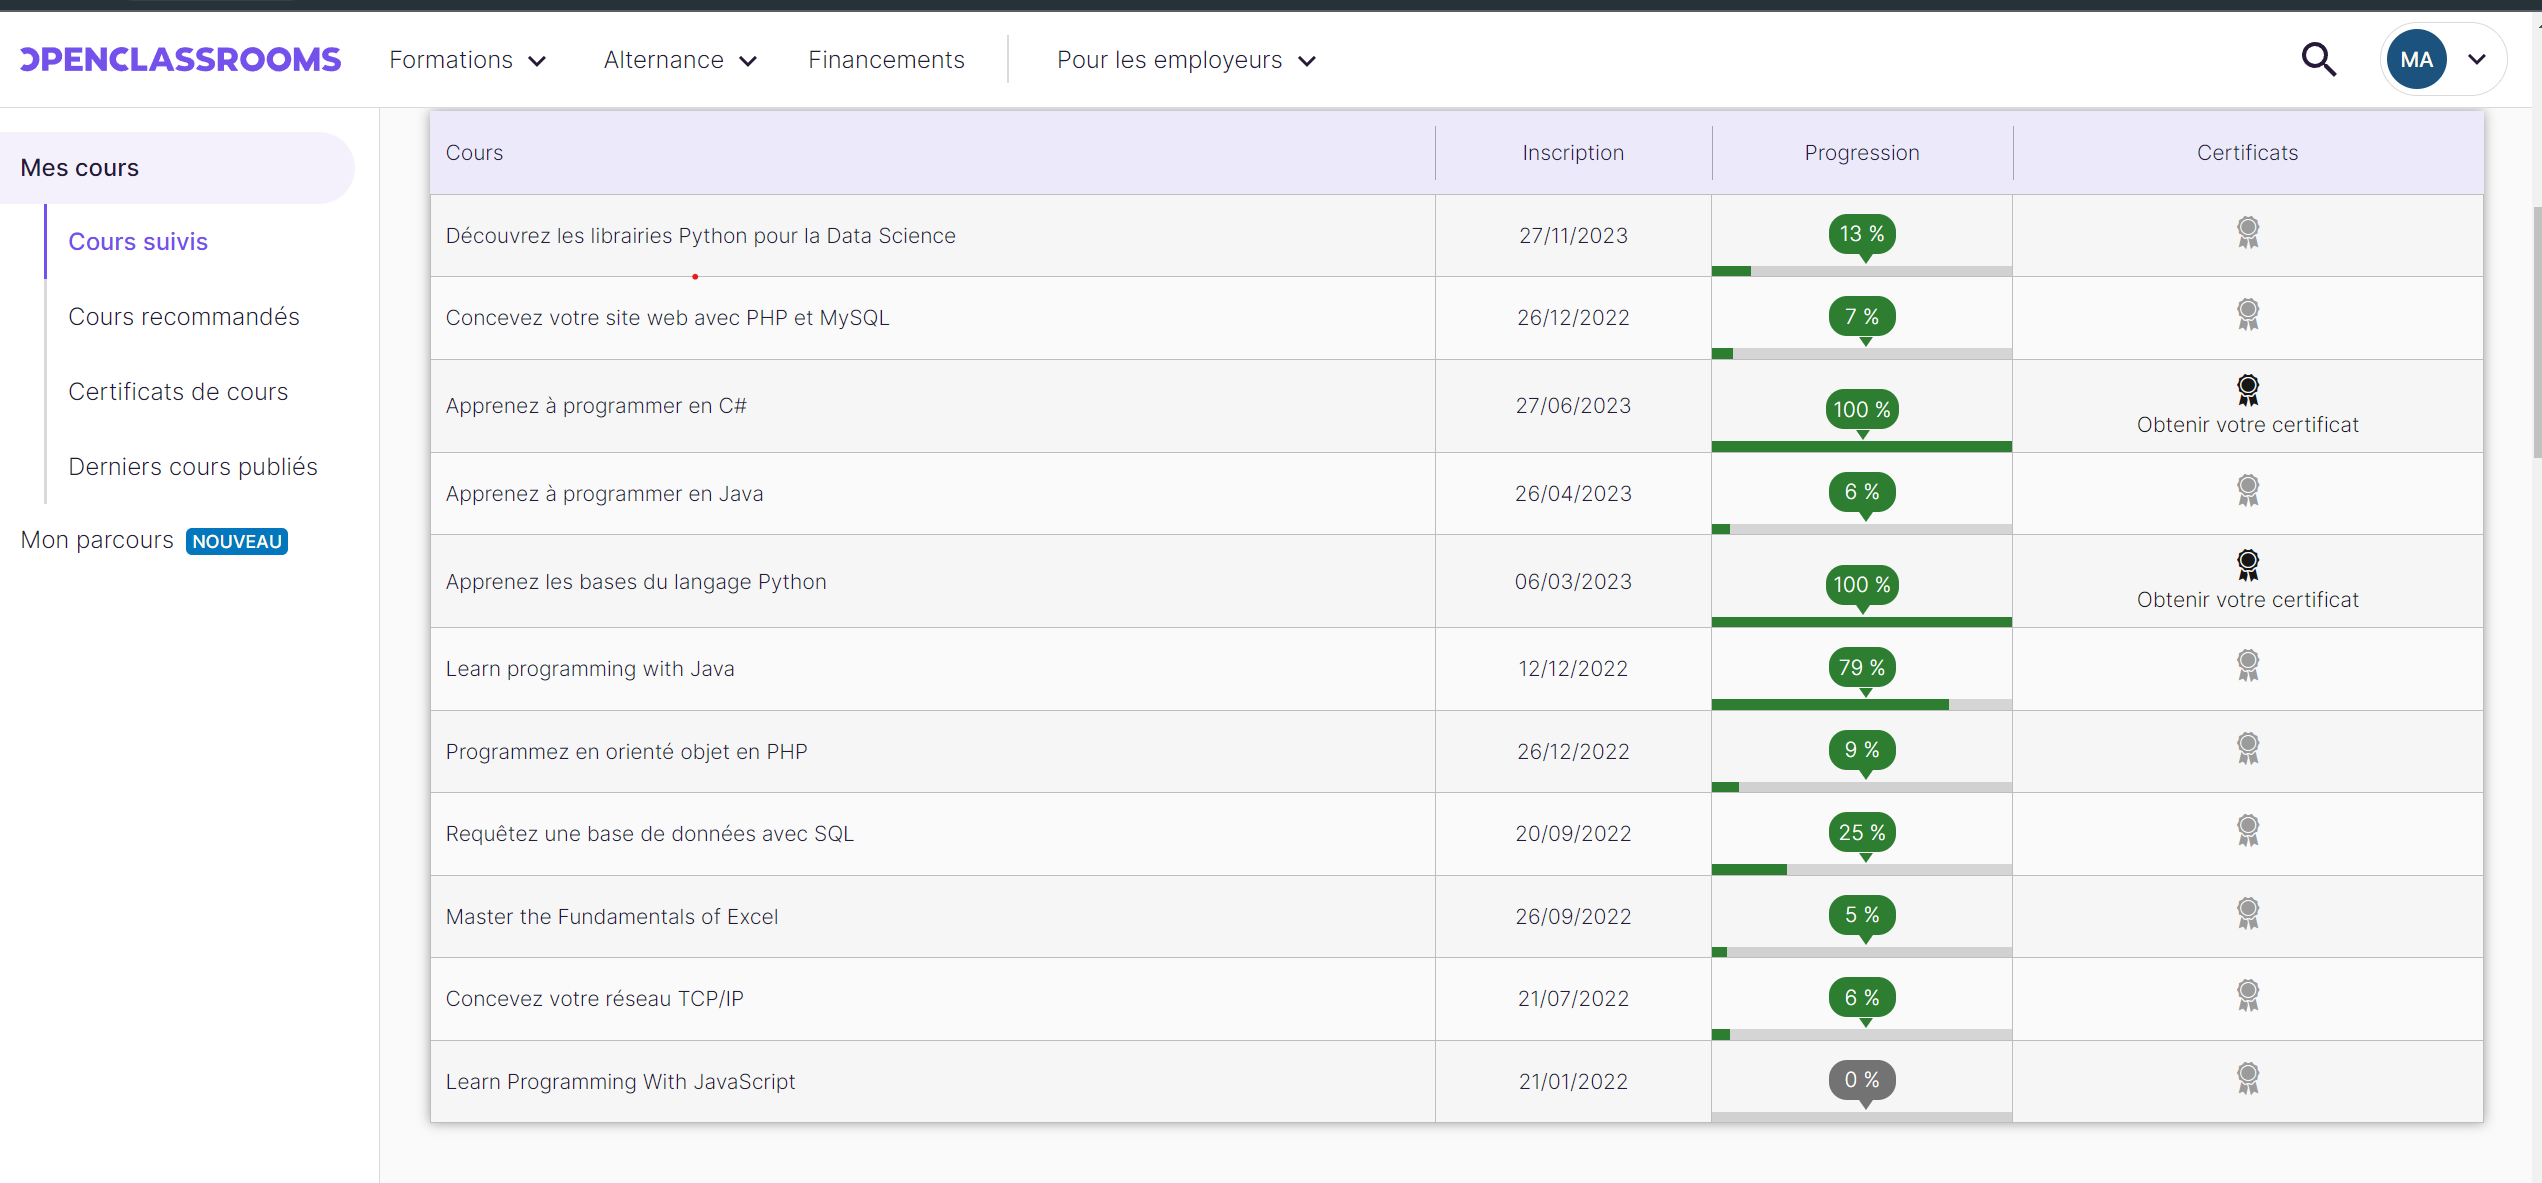 OPENCLASSROOMS Formations Alternance Financements Pour les employeurs MA
Mes cours
Cours suivis
Cours recommandés
Certificats de cours
Derniers cours publiés
Mon parcours NOUVEAU
Cours Inscription Progression Certificats
Découvrez les librairies Python pour la Data Science 27/11/2023 13 %
Concevez votre site web avec PHP et MySQL 26/12/2022 7 %
Apprenez à programmer en C# 27/06/2023 100 % Obtenir votre certificat
Apprenez à programmer en Java 26/04/2023 6 %
Apprenez les bases du langage Python 06/03/2023 100 % Obtenir votre certificat
Learn programming with Java 12/12/2022 79 %
Programmez en orienté objet en PHP 26/12/2022 9 %
Requêtez une base de données avec SQL 20/09/2022 25 %
Master the Fundamentals of Excel 26/09/2022 5 %
Concevez votre réseau TCP/IP 21/07/2022 6 %
Learn Programming With JavaScript 21/01/2022 0 %